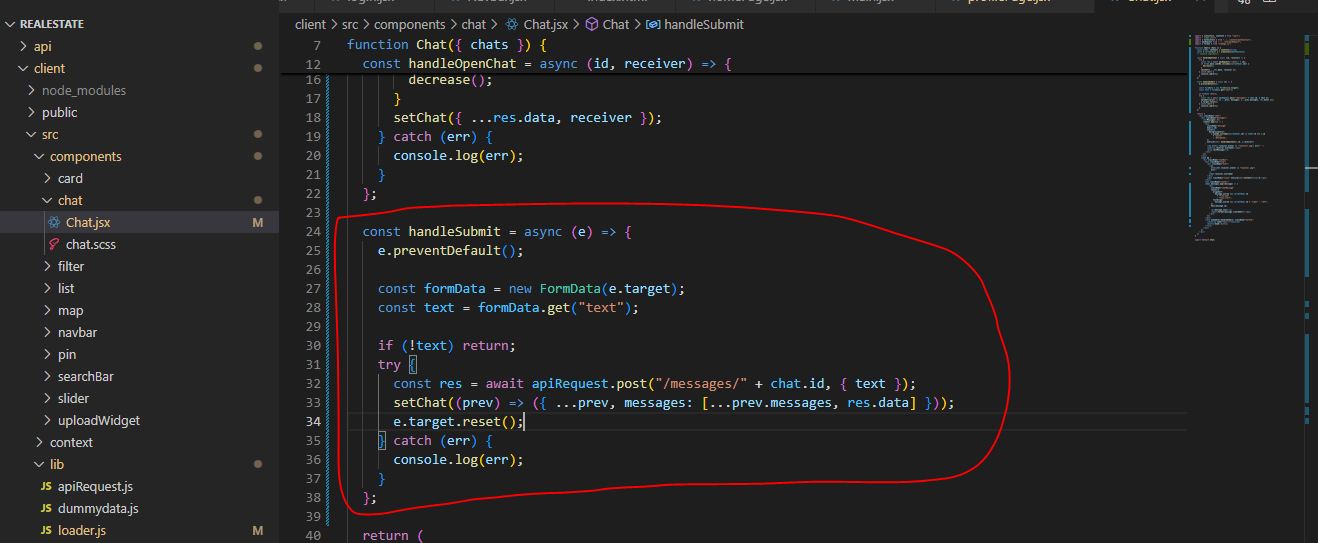 REALESTATE
api
client
node_modules
public
src
components
card
chat
Chat.jsx M
chat.scss
filter
list
map
navbar
pin
searchBar
slider
uploadWidget
context
lib
JS apiRequest.js
JS dummydata.js
JS loader.js M
client > src > components > chat > Chat.jsx > Chat > handleSubmit
7 function Chat({ chats }) {
12 const handleOpenChat = async (id, receiver) => {
16 decrease();
17 }
18 setChat({ ...res.data, receiver });
19 } catch (err) {
20 console.log(err);
21 }
22 };
23
24 const handleSubmit = async (e) => {
25 e.preventDefault();
26
27 const formData = new FormData(e.target);
28 const text = formData.get("text");
29
30 if (!text) return;
31 try {
32 const res = await apiRequest.post("/messages/" + chat.id, { text });
33 setChat((prev) => ({ ...prev, messages: [...prev.messages, res.data] }));
34 e.target.reset();
35 } catch (err) {
36 console.log(err);
37 }
38 };
39
40 return (